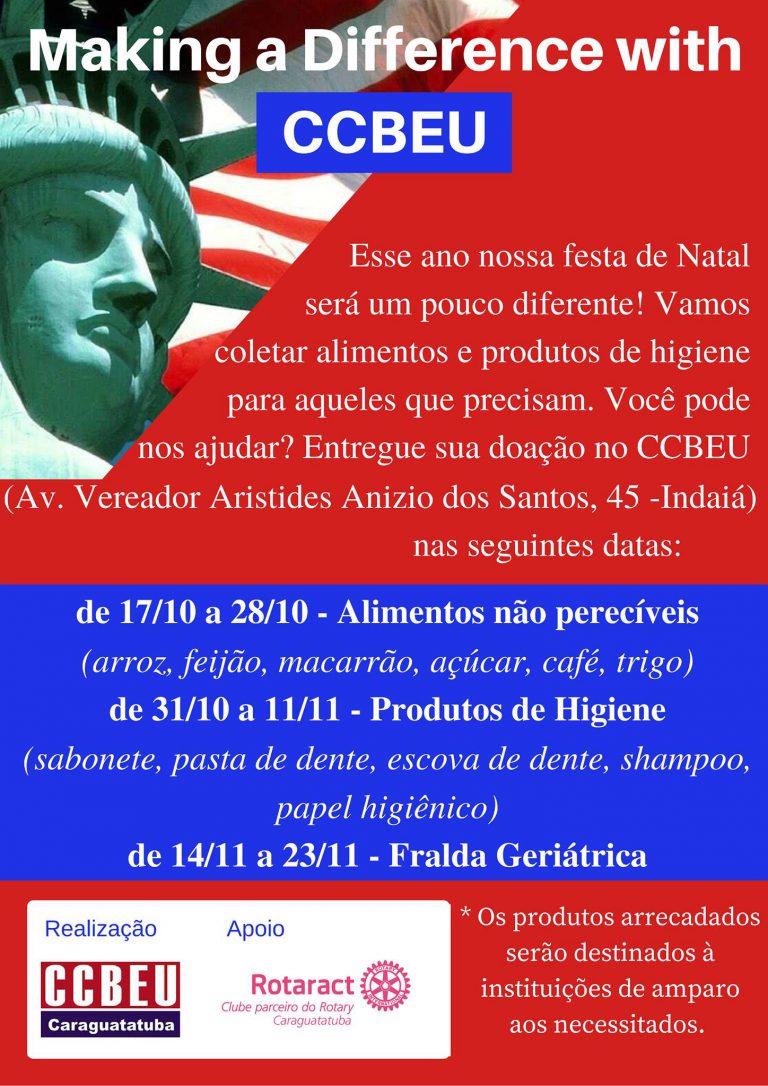 Making a Difference with
CCBEU
Esse ano nossa festa de Natal
será um pouco diferente! Vamos
coletar alimentos e produtos de higiene
para aqueles que precisam. Você pode
nos ajudar? Entregue sua doação no CCBEU
(Av. Vereador Aristides Anizio dos Santos, 45 -Indaiá)
nas seguintes datas:
de 17/10 a 28/10 - Alimentos não perecíveis
(arroz, feijão, macarrão, açúcar, café, trigo)
de 31/10 a 11/11 - Produtos de Higiene
(sabonete, pasta de dente, escova de dente, shampoo,
papel higiênico)
de 14/11 a 23/11 - Fralda Geriátrica
Realização
CCBEU
Caraguatatuba
Apoio
Rotaract
Clube parceiro do Rotary
Caraguatatuba
* Os produtos arrecadados
serão destinados à
instituições de amparo
aos necessitados.